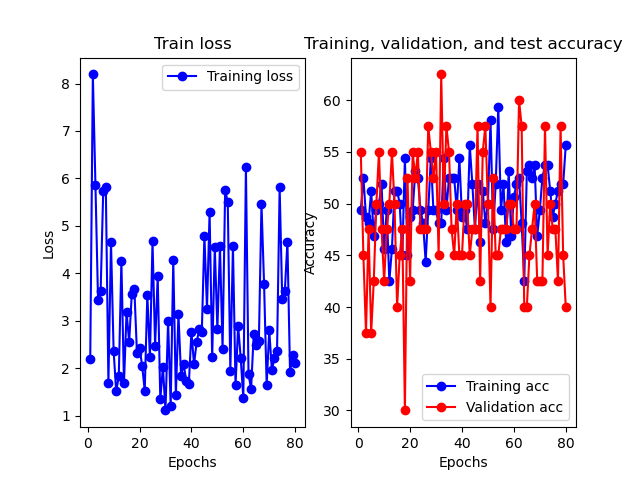 Train loss
Training, validation, and test accuracy
Training loss
8
7
6
5
4
3
2
1
Loss
0
20
40
60
80
Epochs
60
55
50
45
40
35
30
Accuracy
Training acc
Validation acc
0
20
40
60
80
Epochs